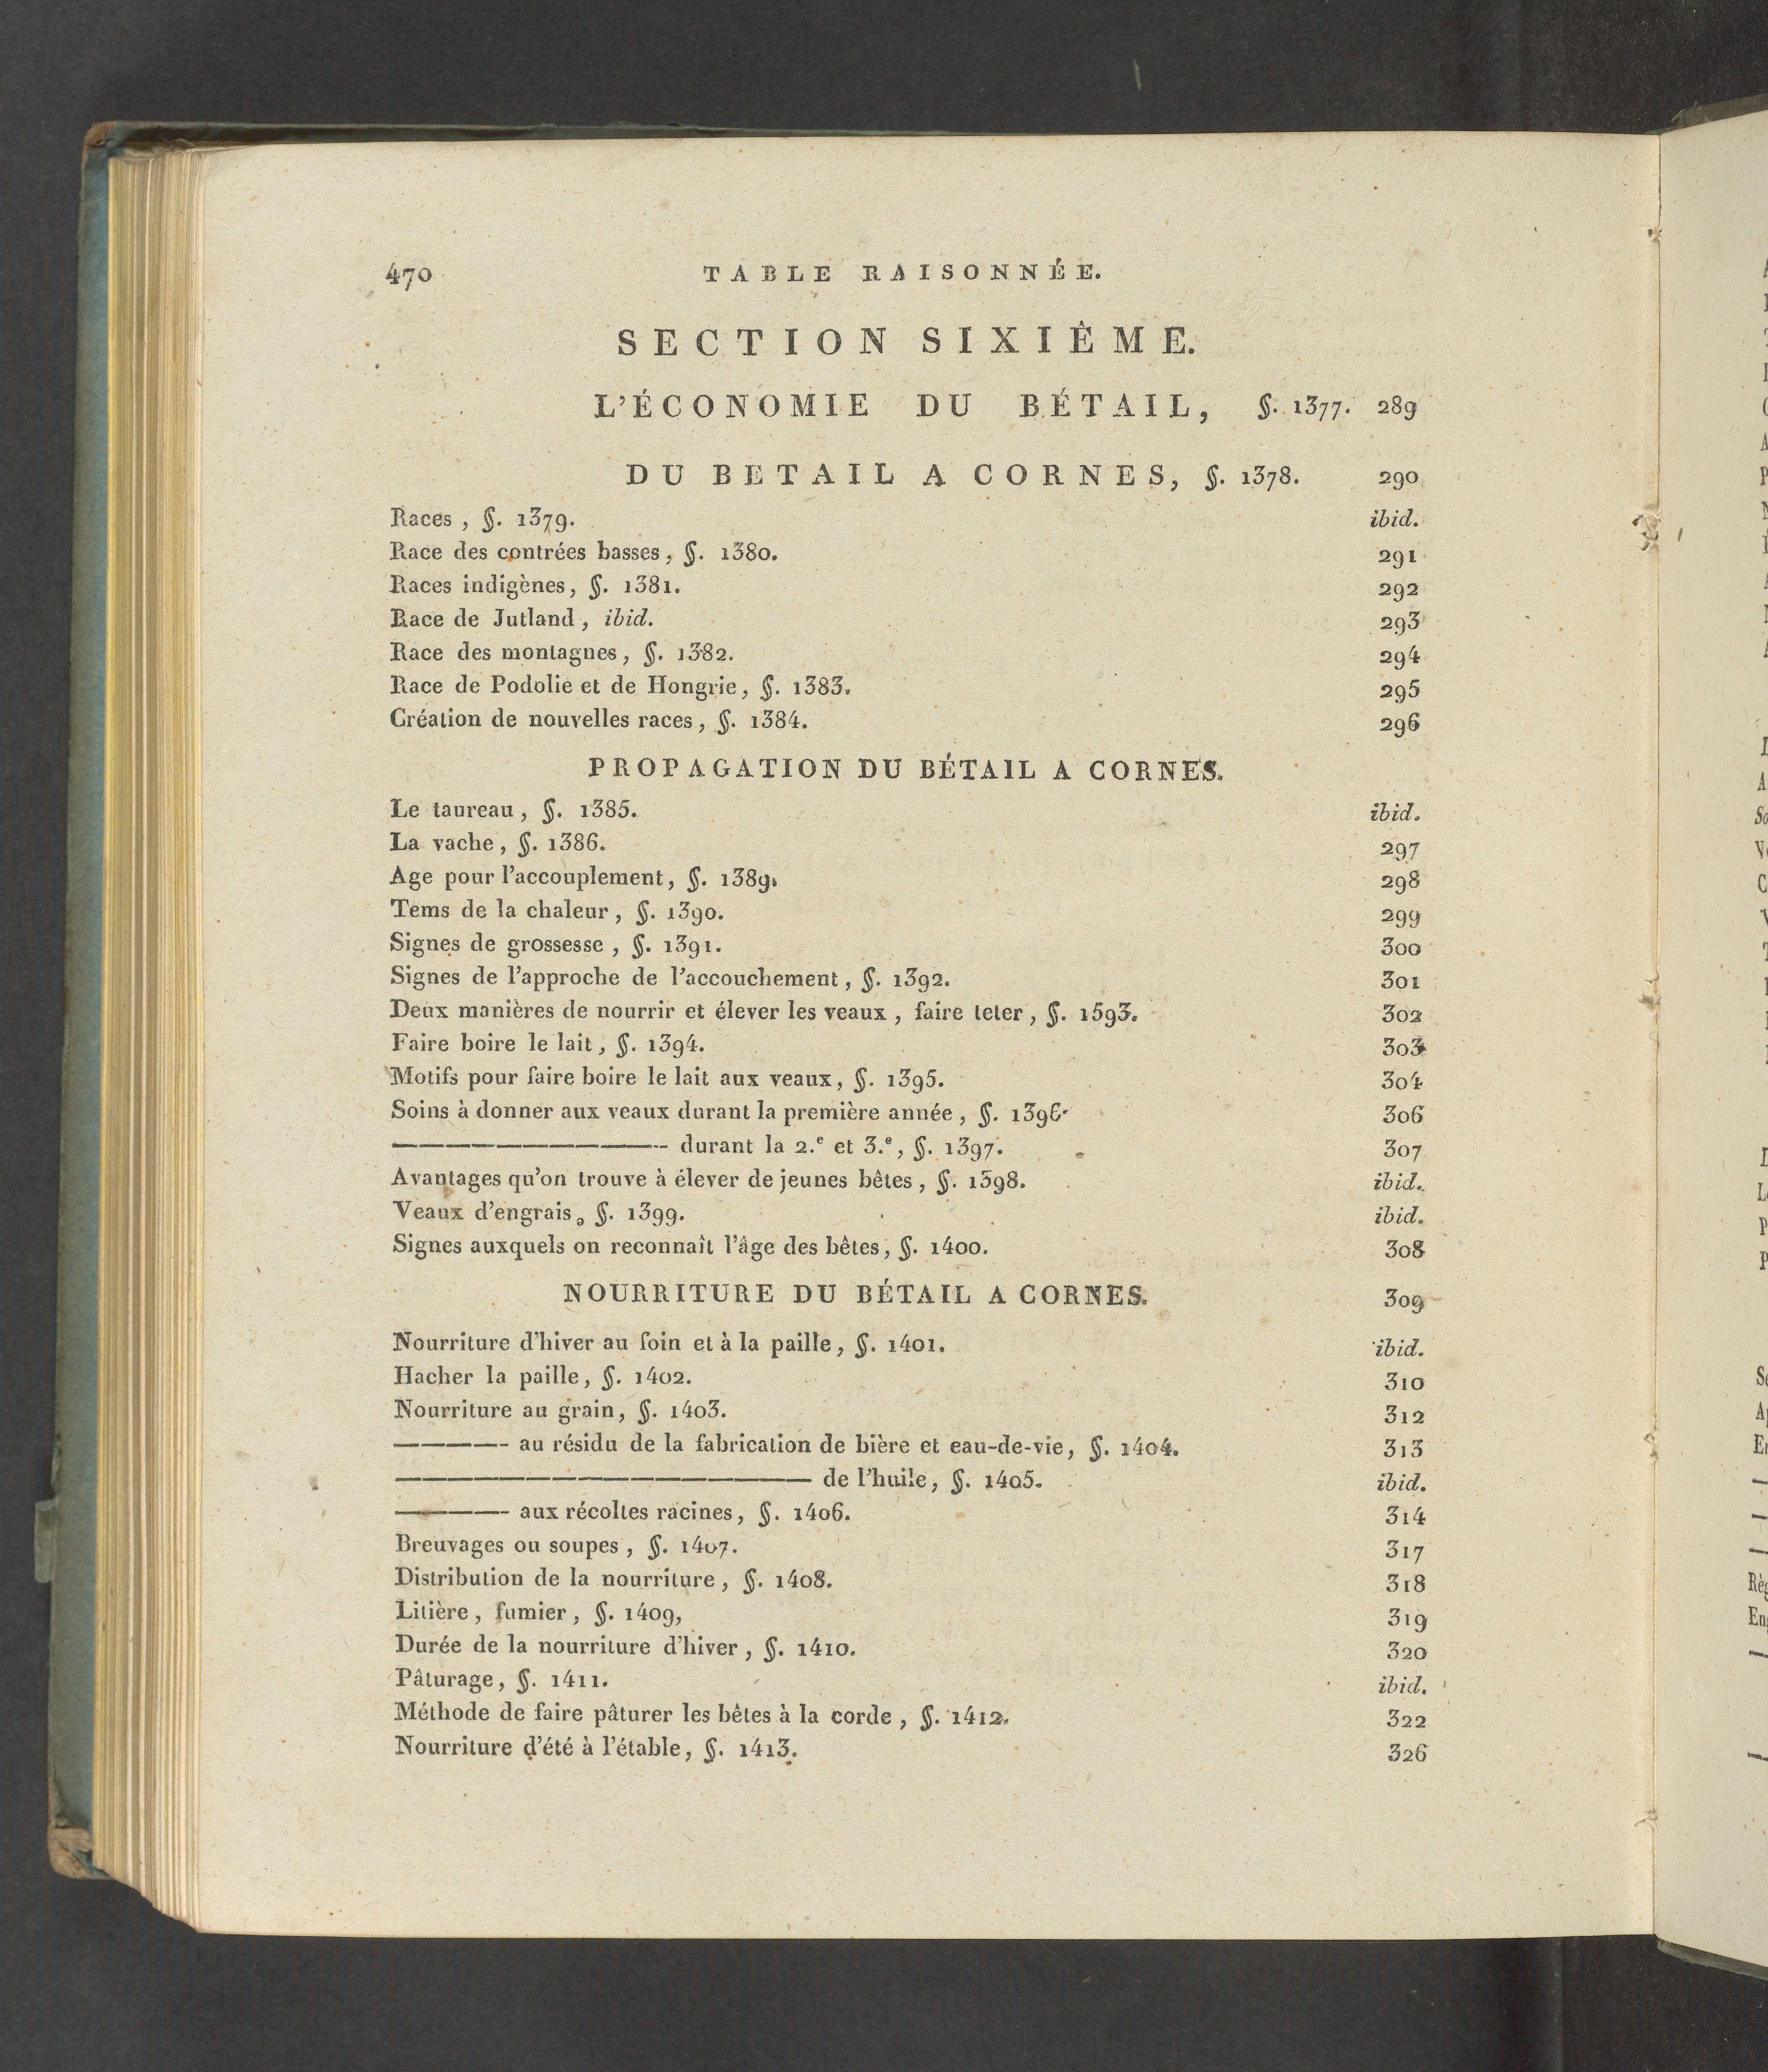 470 TABLE RAISONNÉE.
SECTION SIXIÈME.
L'ÉCONOMIE DU BÉTAIL, §. 1377. 289
DU BETAIL A CORNES, §. 1378. 290
Races, §. 1379. ibid.
Race des contrées basses, §. 1380. 291
Races indigènes, §. 1381. 292
Race de Jutland, ibid. 293
Race des montagnes, §. 1382. 294
Race de Podolie et de Hongrie, §. 1383. 295
Création de nouvelles races, §. 1384. 296
PROPAGATION DU BÉTAIL A CORNES.
Le taureau, §. 1385. ibid.
La vache, §. 1386. 297
Age pour l'accouplement, §. 1389. 298
Tems de la chaleur, §. 1390. 299
Signes de grossesse, §. 1391. 300
Signes de l'approche de l'accouchement, §. 1392. 301
Deux manières de nourrir et élever les veaux, faire teter, §. 1593. 302
Faire boire le lait, §. 1394. 303
Motifs pour faire boire le lait aux veaux, §. 1395. 304
Soins à donner aux veaux durant la première année, §. 1396. 306
——————————— durant la 2.e et 3.e, §. 1397. 307
Avantages qu'on trouve à élever de jeunes bêtes, §. 1398. ibid.
Veaux d'engrais, §. 1399. ibid.
Signes auxquels on reconnaît l'âge des bêtes, §. 1400. 308
NOURRITURE DU BÉTAIL A CORNES. 309
Nourriture d'hiver au foin et à la paille, §. 1401. ibid.
Hacher la paille, §. 1402. 310
Nourriture au grain, §. 1403. 312
————— au résidu de la fabrication de bière et eau-de-vie, §. 1404. 313
———————————————— de l'huile, §. 1405. ibid.
————— aux récoltes racines, §. 1406. 314
Breuvages ou soupes, §. 1407. 317
Distribution de la nourriture, §. 1408. 318
Litière, fumier, §. 1409, 319
Durée de la nourriture d'hiver, §. 1410. 320
Pâturage, §. 1411. ibid.
Méthode de faire pâturer les bêtes à la corde, §. 1412. 322
Nourriture d'été à l'étable, §. 1413. 326